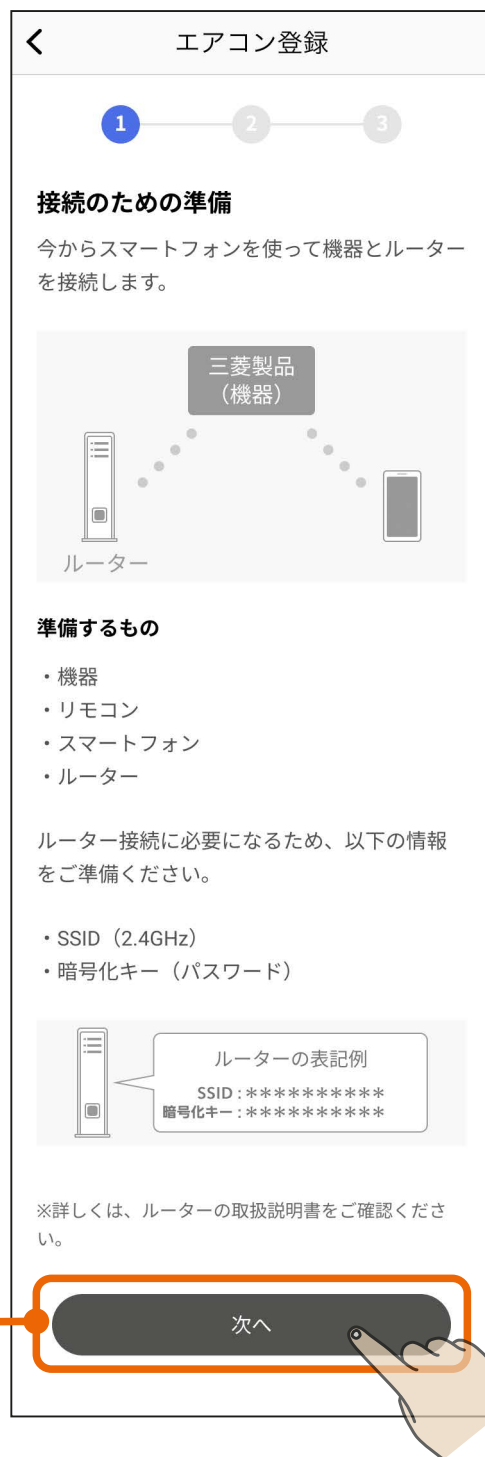 エアコン登録
1 2 3
接続のための準備
今からスマートフォンを使って機器とルーター
を接続します。
三菱製品
（機器）
ルーター
準備するもの
・機器
・リモコン
・スマートフォン
・ルーター
ルーター接続に必要になるため、以下の情報
をご準備ください。
・SSID（2.4GHz）
・暗号化キー（パスワード）
ルーターの表記例
SSID : **********
暗号化キー : **********
※詳しくは、ルーターの取扱説明書をご確認くださ
い。
次へ